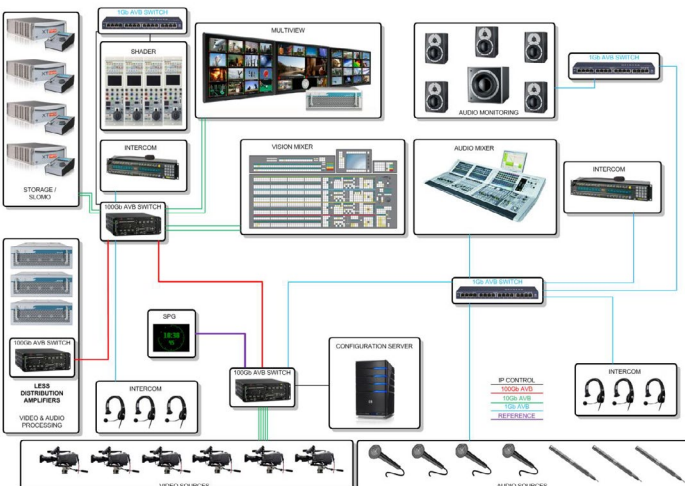 1Gb AVB SWITCH
SHADER
MULTIVIEW
1Gb AVB SWITCH
AUDIO MONITORING
INTERCOM
VISION MIXER
AUDIO MIXER
INTERCOM
STORAGE /
SLOMO
100Gb AVB SWITCH
1Gb AVB SWITCH
SPG
CONFIGURATION SERVER
100Gb AVB SWITCH
100Gb AVB SWITCH
INTERCOM
LESS
DISTRIBUTION
AMPLIFIERS
VIDEO & AUDIO
PROCESSING
INTERCOM
IP CONTROL
100Gb AVB
10Gb AVB
1Gb AVB
REFERENCE
VIDEO SOURCES
AUDIO SOURCES